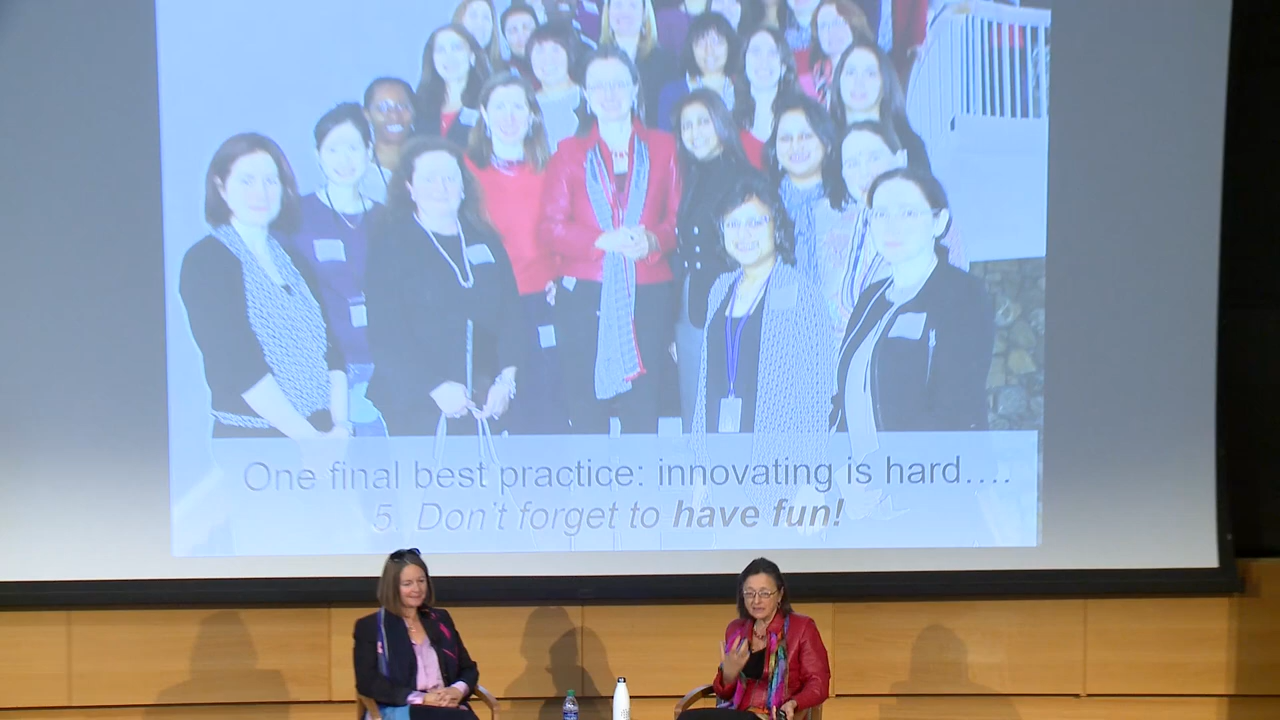 One final best practice: innovating is hard….
5. Don't forget to have fun!